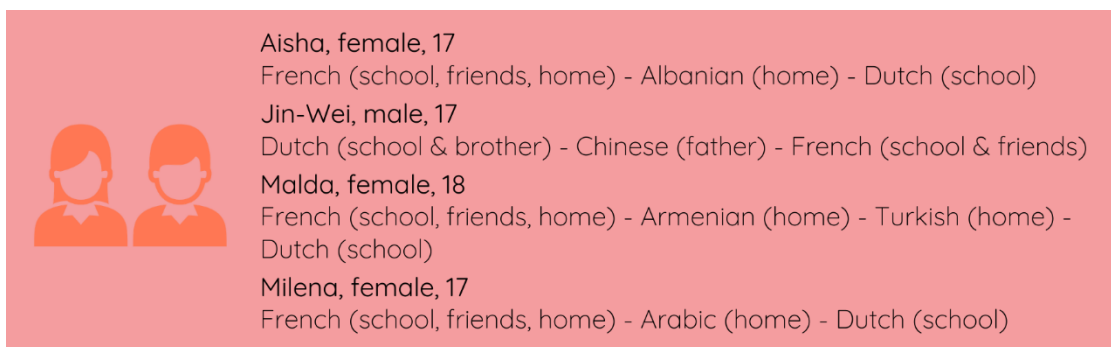 Aisha, female, 17
French (school, friends, home) - Albanian (home) - Dutch (school)
Jin-Wei, male, 17
Dutch (school & brother) - Chinese (father) - French (school & friends)
Malda, female, 18
French (school, friends, home) - Armenian (home) - Turkish (home) -
Dutch (school)
Milena, female, 17
French (school, friends, home) - Arabic (home) - Dutch (school)